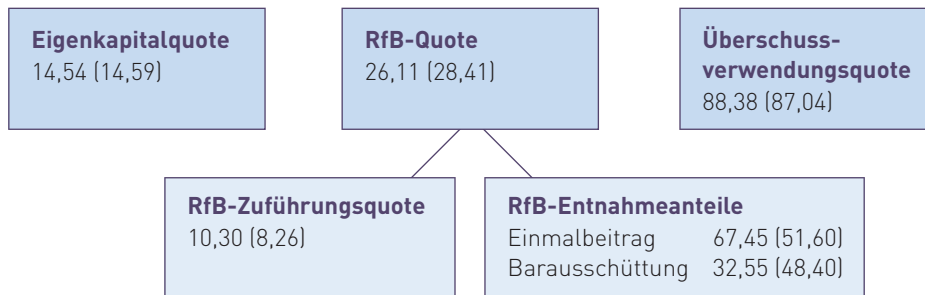 Eigenkapitalquote
14,54 (14,59)
RfB-Quote
26,11 (28,41)
Überschuss-
verwendungsquote
88,38 (87,04)
RfB-Zuführungsquote
10,30 (8,26)
RfB-Entnahmeanteile
Einmalbeitrag 67,45 (51,60)
Barausschüttung 32,55 (48,40)